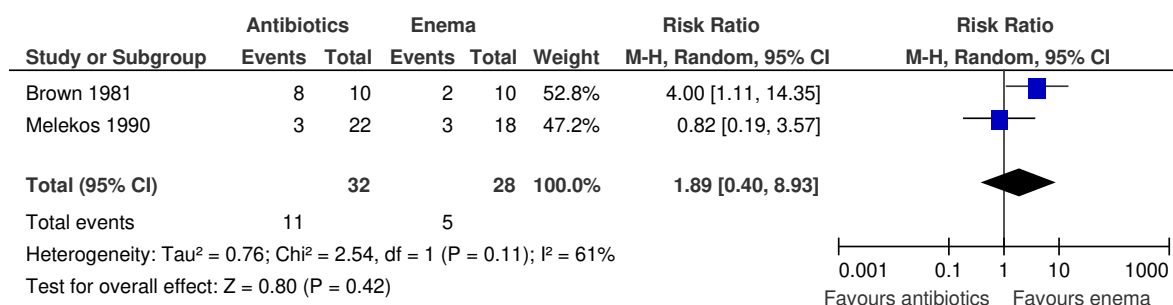 Antibiotics Enema Risk Ratio Risk Ratio
Study or Subgroup Events Total Events Total Weight M-H, Random, 95% CI M-H, Random, 95% CI
Brown 1981 8 10 2 10 52.8% 4.00 [1.11, 14.35]
Melekos 1990 3 22 3 18 47.2% 0.82 [0.19, 3.57]
Total (95% CI) 32 28 100.0% 1.89 [0.40, 8.93]
Total events 11 5
Heterogeneity: Tau² = 0.76; Chi² = 2.54, df = 1 (P = 0.11); I² = 61%
Test for overall effect: Z = 0.80 (P = 0.42)
0.001 0.1 1 10 1000
Favours antibiotics Favours enema